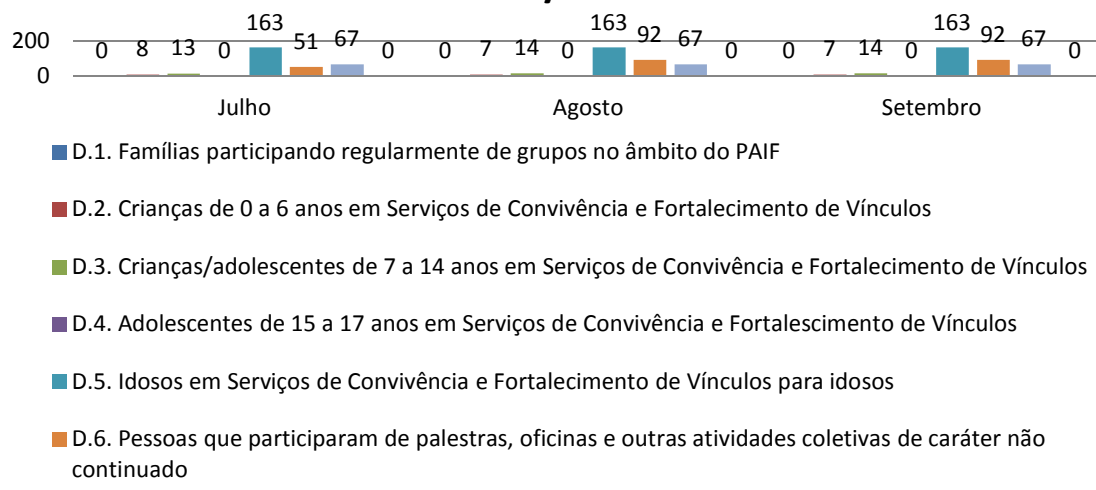 200
0
0 8 13 0 163 51 67 0 0 7 14 0 163 92 67 0 0 7 14 0 163 92 67 0
Julho Agosto Setembro
D.1. Famílias participando regularmente de grupos no âmbito do PAIF
D.2. Crianças de 0 a 6 anos em Serviços de Convivência e Fortalecimento de Vínculos
D.3. Crianças/adolescentes de 7 a 14 anos em Serviços de Convivência e Fortalecimento de Vínculos
D.4. Adolescentes de 15 a 17 anos em Serviços de Convivência e Fortalescimento de Vínculos
D.5. Idosos em Serviços de Convivência e Fortalecimento de Vínculos para idosos
D.6. Pessoas que participaram de palestras, oficinas e outras atividades coletivas de caráter não
continuado